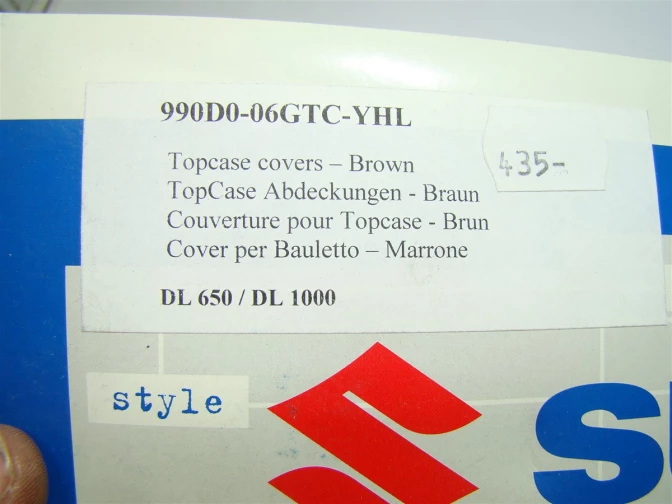 990D0-06GTC-YHL
435-
Topcase covers – Brown
TopCase Abdeckungen - Braun
Couverture pour Topcase - Brun
Cover per Bauletto – Marrone
DL 650 / DL 1000
style